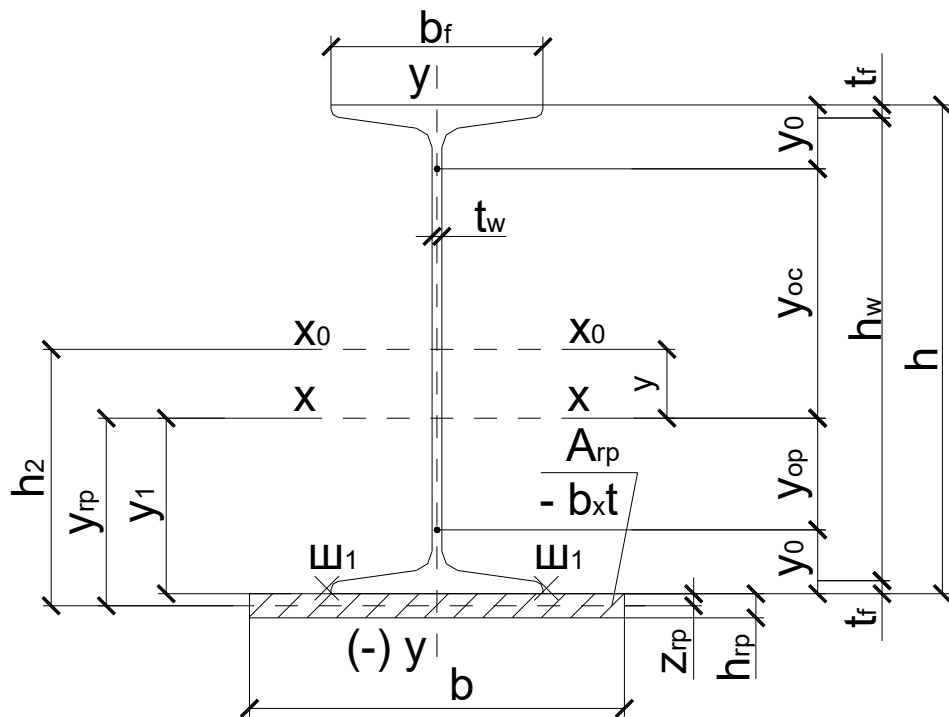 bf
y
tf
y0
tw
yoc
hw
h
x0
x0
y
x
x
h2
yrp
y1
Arp
- bxt
yop
ш1
ш1
y0
tf
(-) y
zrp
hrp
b